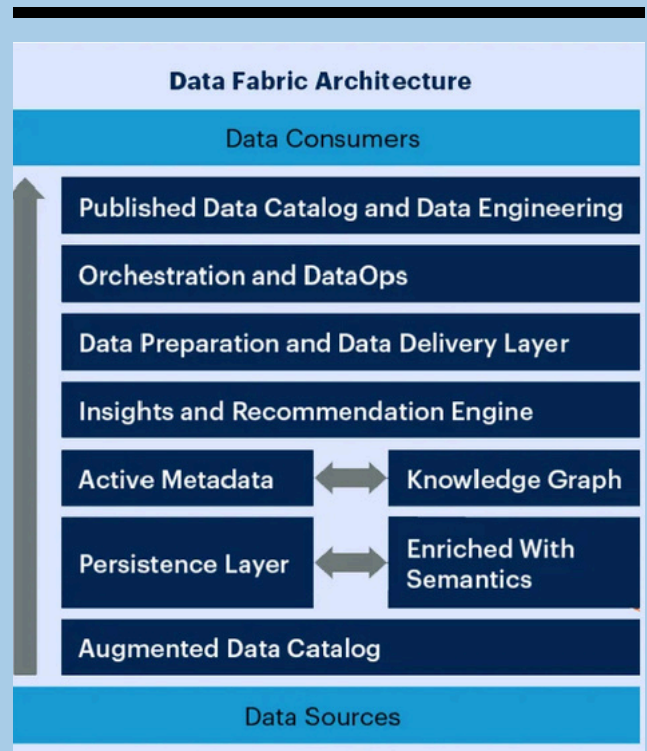 Data Fabric Architecture
Data Consumers
Published Data Catalog and Data Engineering
Orchestration and DataOps
Data Preparation and Data Delivery Layer
Insights and Recommendation Engine
Active Metadata
Knowledge Graph
Persistence Layer
Enriched With
Semantics
Augmented Data Catalog
Data Sources